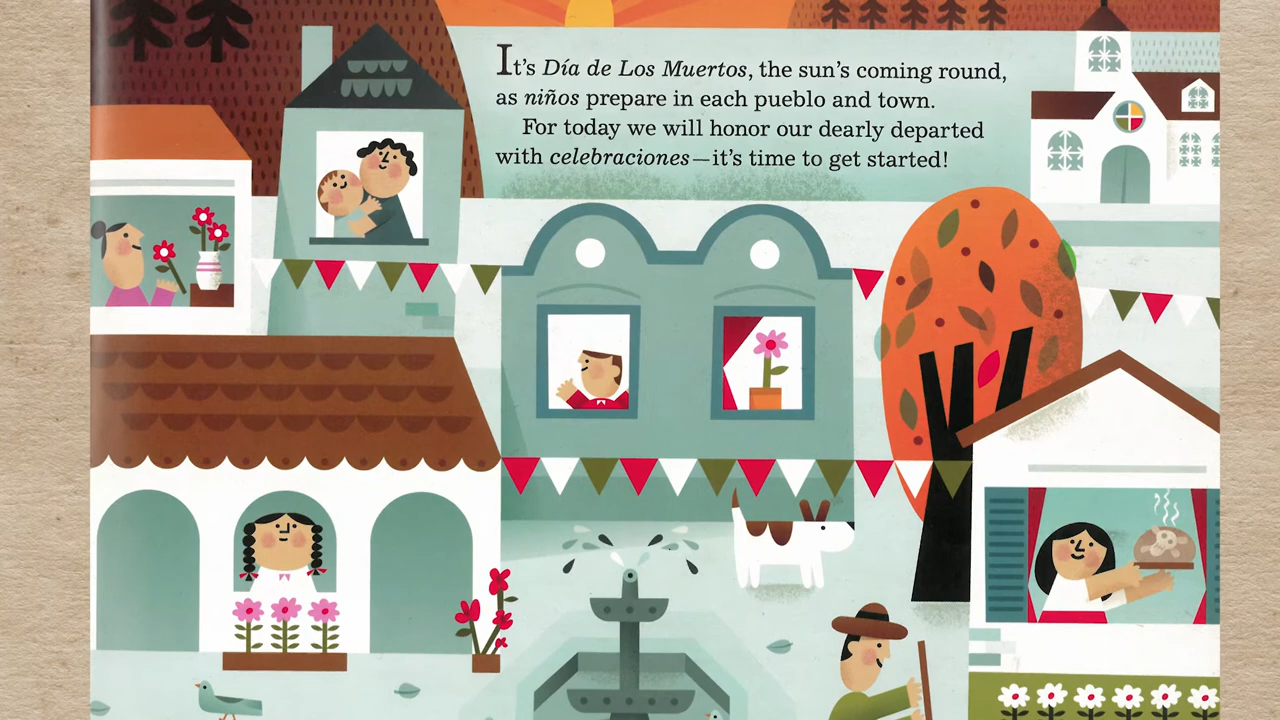 It's Día de Los Muertos, the sun's coming round,
as niños prepare in each pueblo and town.
For today we will honor our dearly departed
with celebraciones—it's time to get started!